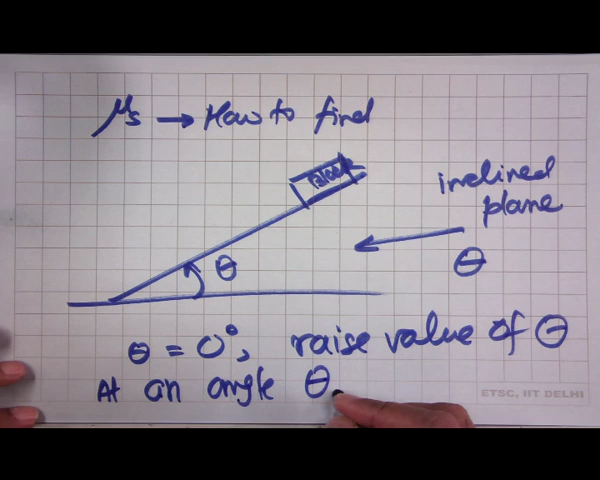 μs → How to find
Block
inclined
plane
θ
θ
θ = 0°, raise value of θ
At an angle θ
ETSC, IIT DELHI